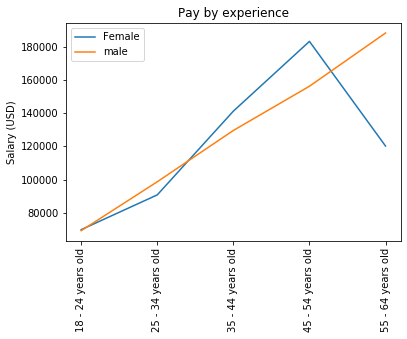 Pay by experience
Female
male
Salary (USD)
180000
160000
140000
120000
100000
80000
18 - 24 years old
25 - 34 years old
35 - 44 years old
45 - 54 years old
55 - 64 years old